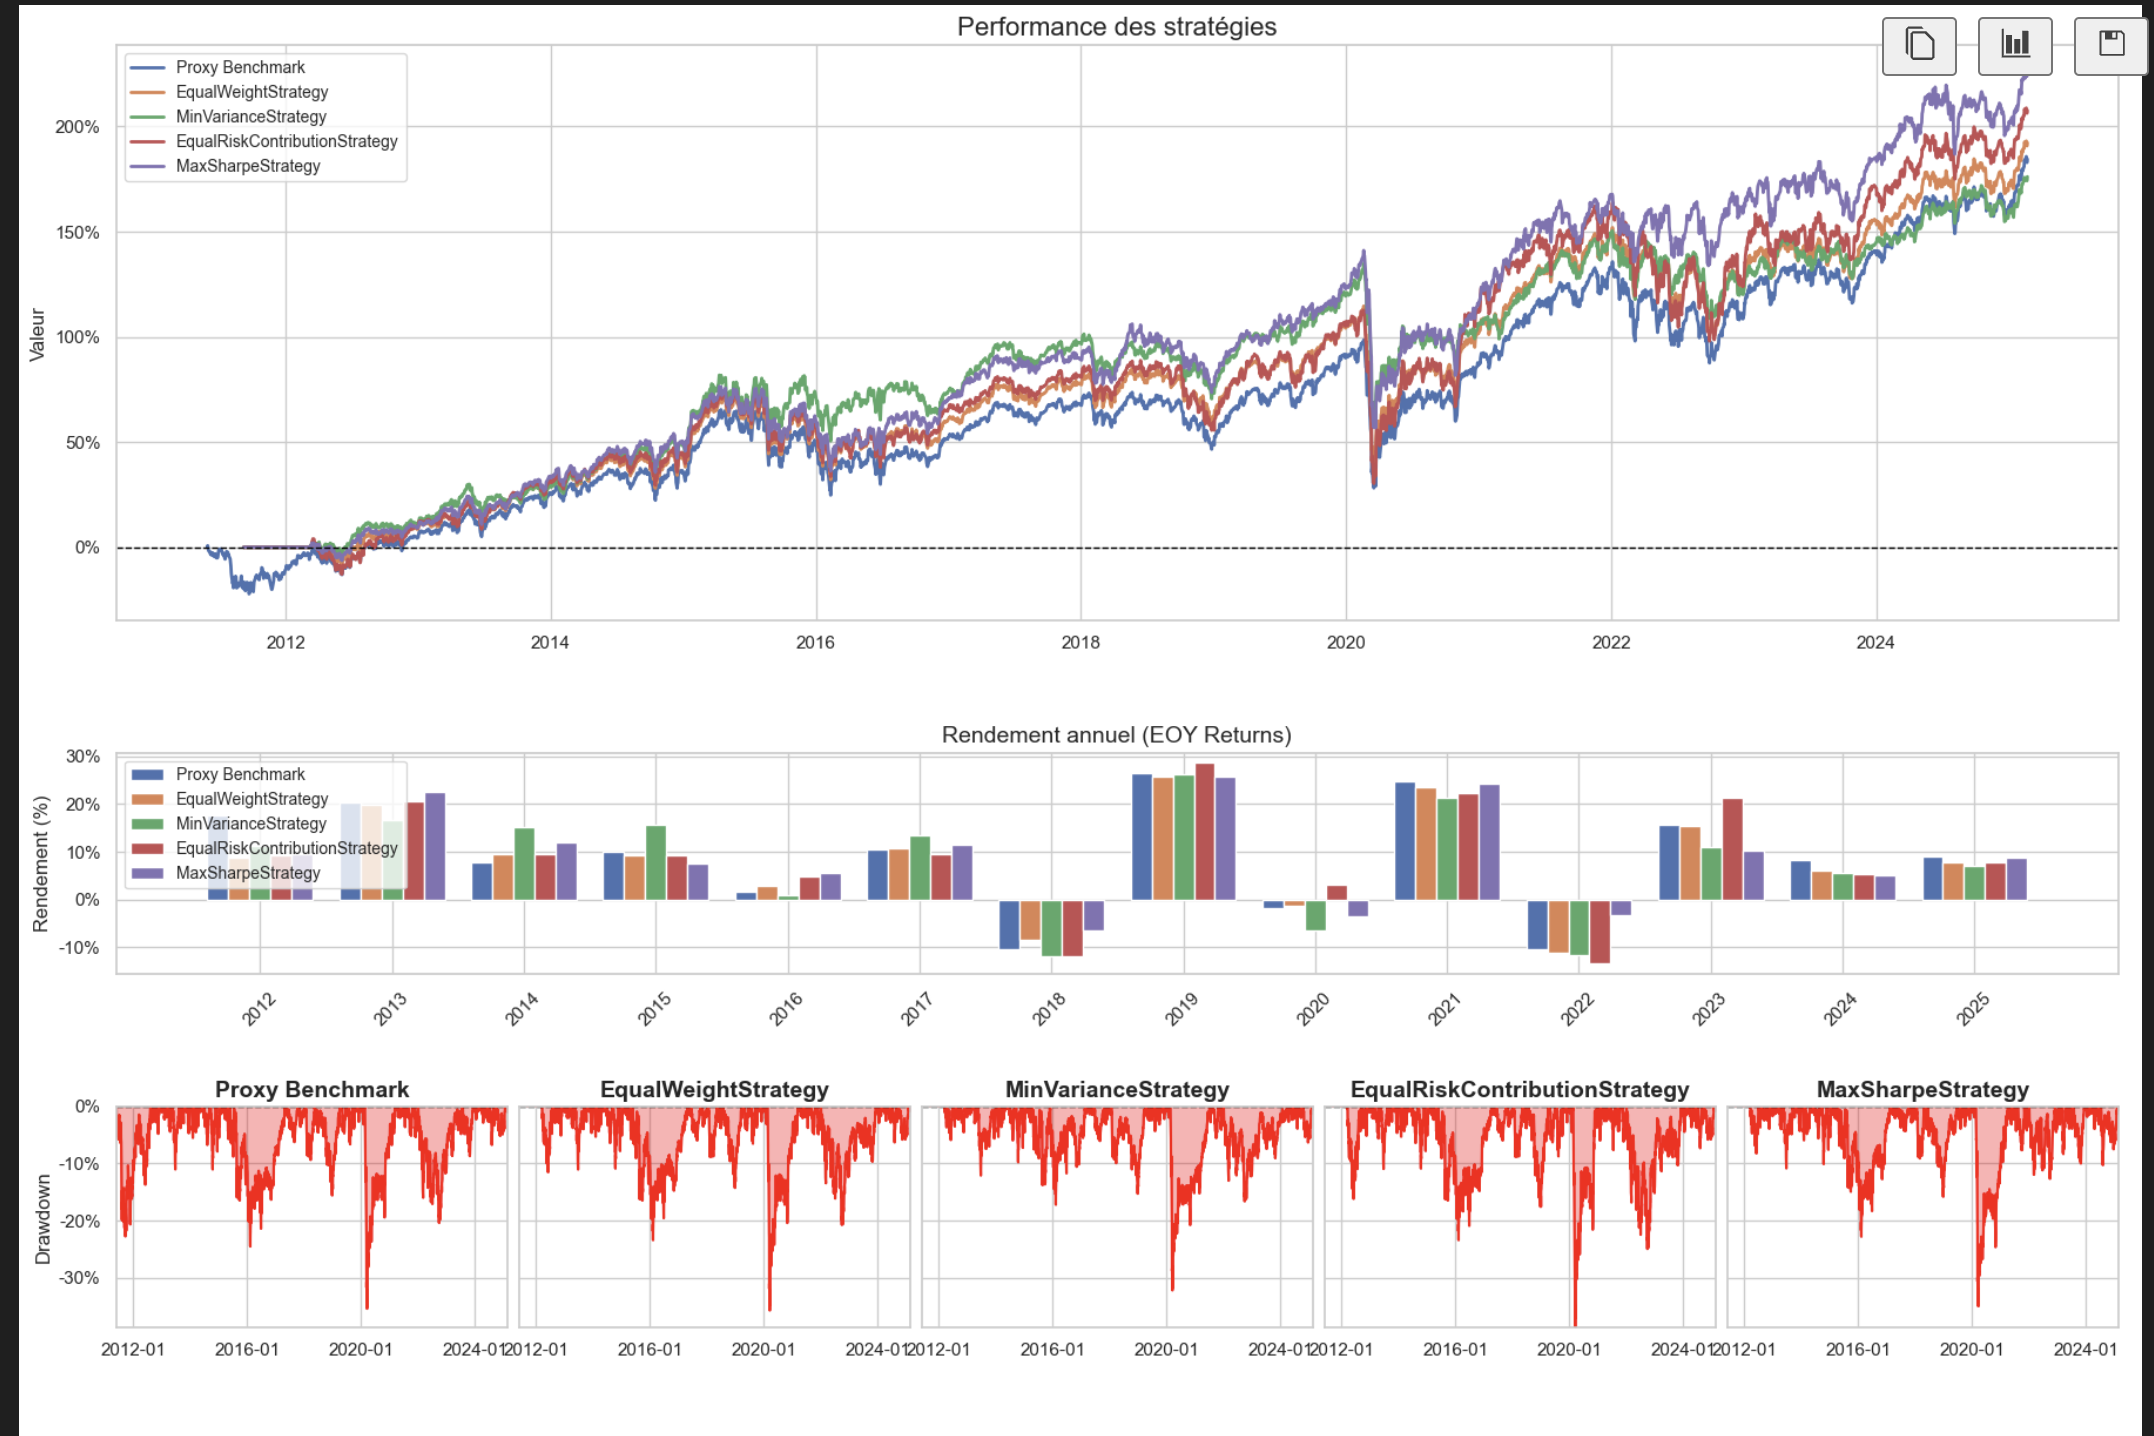 Performance des stratégies
Proxy Benchmark
EqualWeightStrategy
MinVarianceStrategy
EqualRiskContributionStrategy
MaxSharpeStrategy
Valeur
200%
150%
100%
50%
0%
2012 2014 2016 2018 2020 2022 2024
Rendement annuel (EOY Returns)
Proxy Benchmark
EqualWeightStrategy
MinVarianceStrategy
EqualRiskContributionStrategy
MaxSharpeStrategy
Rendement (%)
30%
20%
10%
0%
-10%
2012 2013 2014 2015 2016 2017 2018 2019 2020 2021 2022 2023 2024 2025
Proxy Benchmark EqualWeightStrategy MinVarianceStrategy EqualRiskContributionStrategy MaxSharpeStrategy
Drawdown
0%
-10%
-20%
-30%
2012-01 2016-01 2020-01 2024-01 2012-01 2016-01 2020-01 2024-01 2012-01 2016-01 2020-01 2024-01 2012-01 2016-01 2020-01 2024-01 2012-01 2016-01 2020-01 2024-01